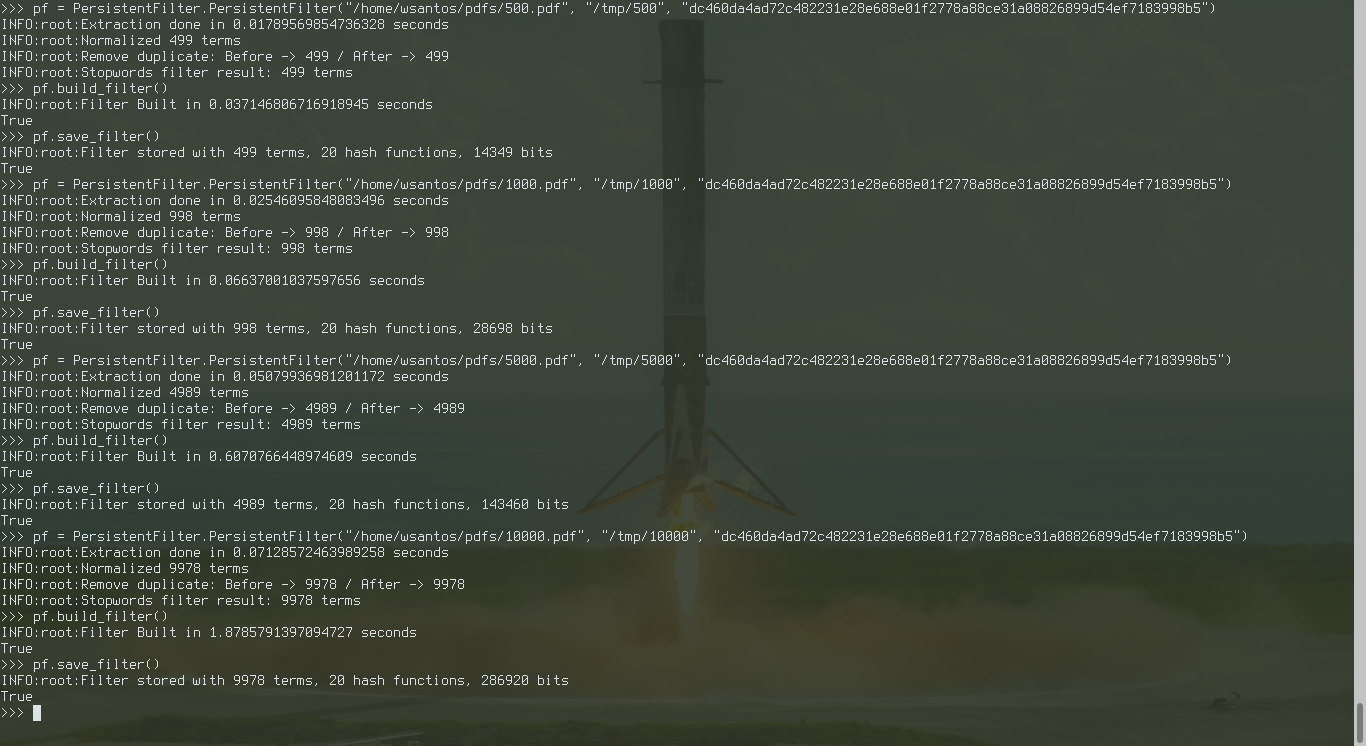 >>> pf = PersistentFilter.PersistentFilter("/home/wsantos/pdfs/500.pdf", "/tmp/500", "dc460da4ad72c482231e28e688e01f2778a88ce31a08826899d54ef7183998b5")
INFO:root:Extraction done in 0.01789569854736328 seconds
INFO:root:Normalized 499 terms
INFO:root:Remove duplicate: Before -> 499 / After -> 499
INFO:root:Stopwords filter result: 499 terms
>>> pf.build_filter()
INFO:root:Filter Built in 0.037146806716918945 seconds
True
>>> pf.save_filter()
INFO:root:Filter stored with 499 terms, 20 hash functions, 14349 bits
True
>>> pf = PersistentFilter.PersistentFilter("/home/wsantos/pdfs/1000.pdf", "/tmp/1000", "dc460da4ad72c482231e28e688e01f2778a88ce31a08826899d54ef7183998b5")
INFO:root:Extraction done in 0.02546095848083496 seconds
INFO:root:Normalized 998 terms
INFO:root:Remove duplicate: Before -> 998 / After -> 998
INFO:root:Stopwords filter result: 998 terms
>>> pf.build_filter()
INFO:root:Filter Built in 0.06637001037597656 seconds
True
>>> pf.save_filter()
INFO:root:Filter stored with 998 terms, 20 hash functions, 28698 bits
True
>>> pf = PersistentFilter.PersistentFilter("/home/wsantos/pdfs/5000.pdf", "/tmp/5000", "dc460da4ad72c482231e28e688e01f2778a88ce31a08826899d54ef7183998b5")
INFO:root:Extraction done in 0.05079936981201172 seconds
INFO:root:Normalized 4989 terms
INFO:root:Remove duplicate: Before -> 4989 / After -> 4989
INFO:root:Stopwords filter result: 4989 terms
>>> pf.build_filter()
INFO:root:Filter Built in 0.6070766448974609 seconds
True
>>> pf.save_filter()
INFO:root:Filter stored with 4989 terms, 20 hash functions, 143460 bits
True
>>> pf = PersistentFilter.PersistentFilter("/home/wsantos/pdfs/10000.pdf", "/tmp/10000", "dc460da4ad72c482231e28e688e01f2778a88ce31a08826899d54ef7183998b5")
INFO:root:Extraction done in 0.07128572463989258 seconds
INFO:root:Normalized 9978 terms
INFO:root:Remove duplicate: Before -> 9978 / After -> 9978
INFO:root:Stopwords filter result: 9978 terms
>>> pf.build_filter()
INFO:root:Filter Built in 1.8785791397094727 seconds
True
>>> pf.save_filter()
INFO:root:Filter stored with 9978 terms, 20 hash functions, 286920 bits
True
>>>